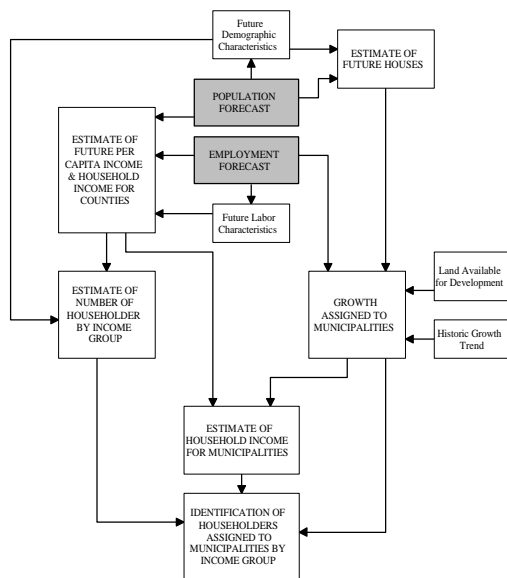 Future
Demographic
Characteristics
ESTIMATE OF
FUTURE HOUSES
POPULATION
FORECAST
ESTIMATE OF
FUTURE PER
CAPITA INCOME
& HOUSEHOLD
INCOME FOR
COUNTIES
EMPLOYMENT
FORECAST
Future Labor
Characteristics
Land Available
for Development
ESTIMATE OF
NUMBER OF
HOUSEHOLDER
BY INCOME
GROUP
GROWTH
ASSIGNED TO
MUNICIPALITIES
Historic Growth
Trend
ESTIMATE OF
HOUSEHOLD INCOME
FOR MUNICIPALITIES
IDENTIFICATION OF
HOUSEHOLDERS
ASSIGNED TO
MUNICIPALITIES BY
INCOME GROUP